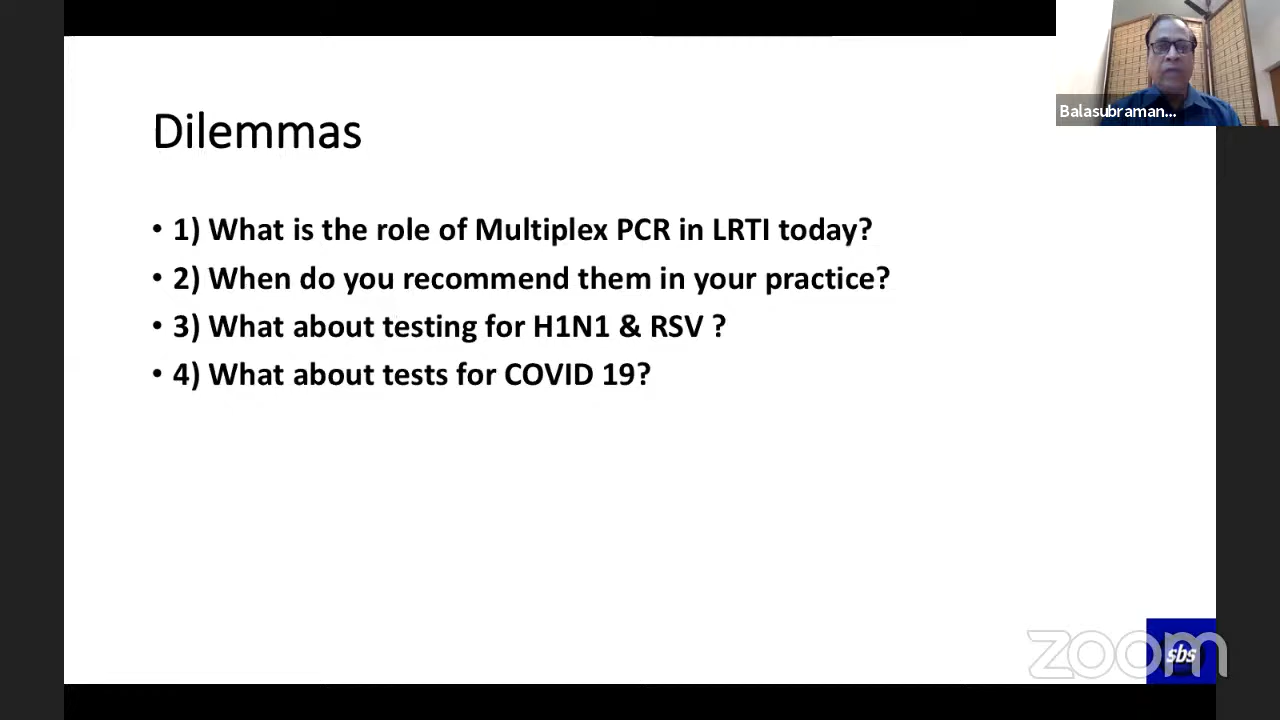 Dilemmas
• 1) What is the role of Multiplex PCR in LRTI today?
• 2) When do you recommend them in your practice?
• 3) What about testing for H1N1 & RSV ?
• 4) What about tests for COVID 19?
Balasubraman...
zoom
sbs